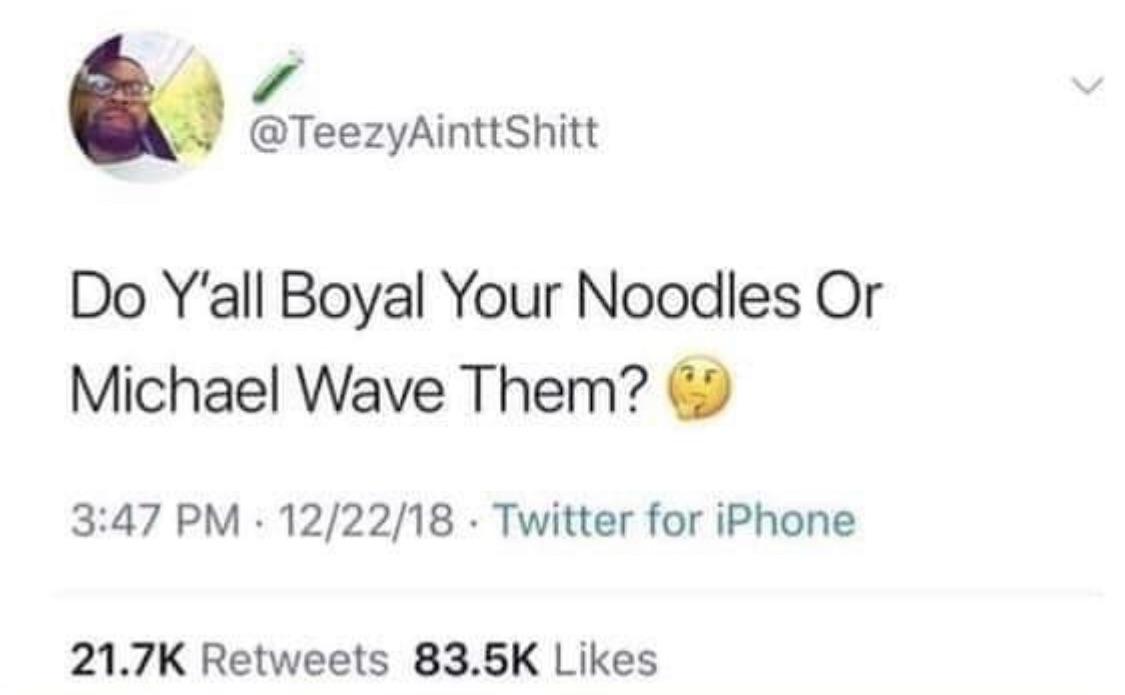 @TeezyAinttShitt
Do Y'all Boyal Your Noodles Or
Michael Wave Them? 🤔
3:47 PM · 12/22/18 · Twitter for iPhone
21.7K Retweets 83.5K Likes